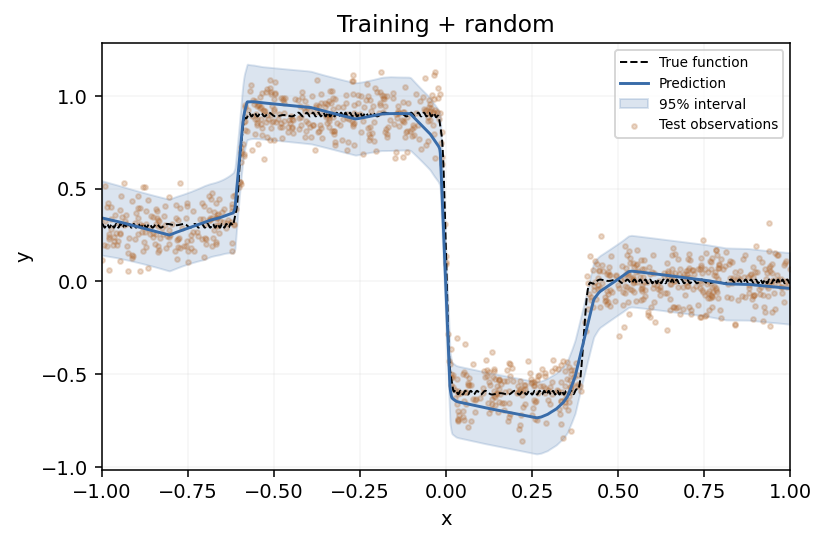 Training + random
True function
Prediction
95% interval
Test observations
1.0
0.5
0.0
−0.5
−1.0
y
−1.00 −0.75 −0.50 −0.25 0.00 0.25 0.50 0.75 1.00
x